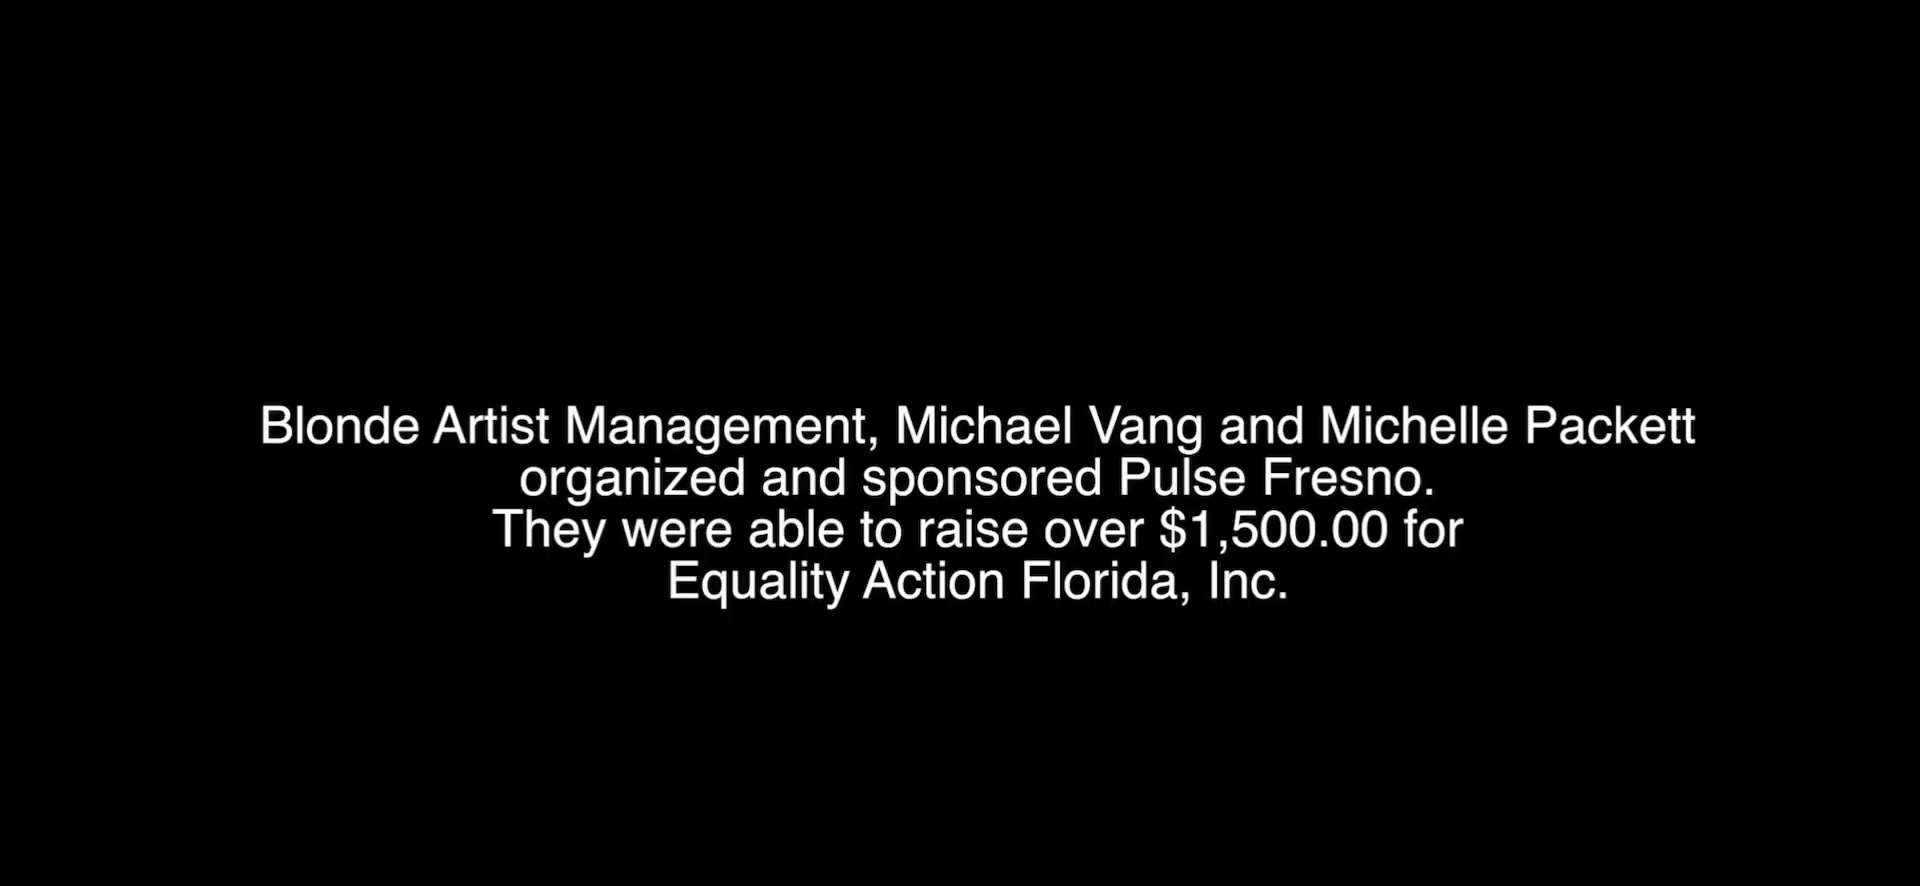 Blonde Artist Management, Michael Vang and Michelle Packett
organized and sponsored Pulse Fresno.
They were able to raise over $1,500.00 for
Equality Action Florida, Inc.